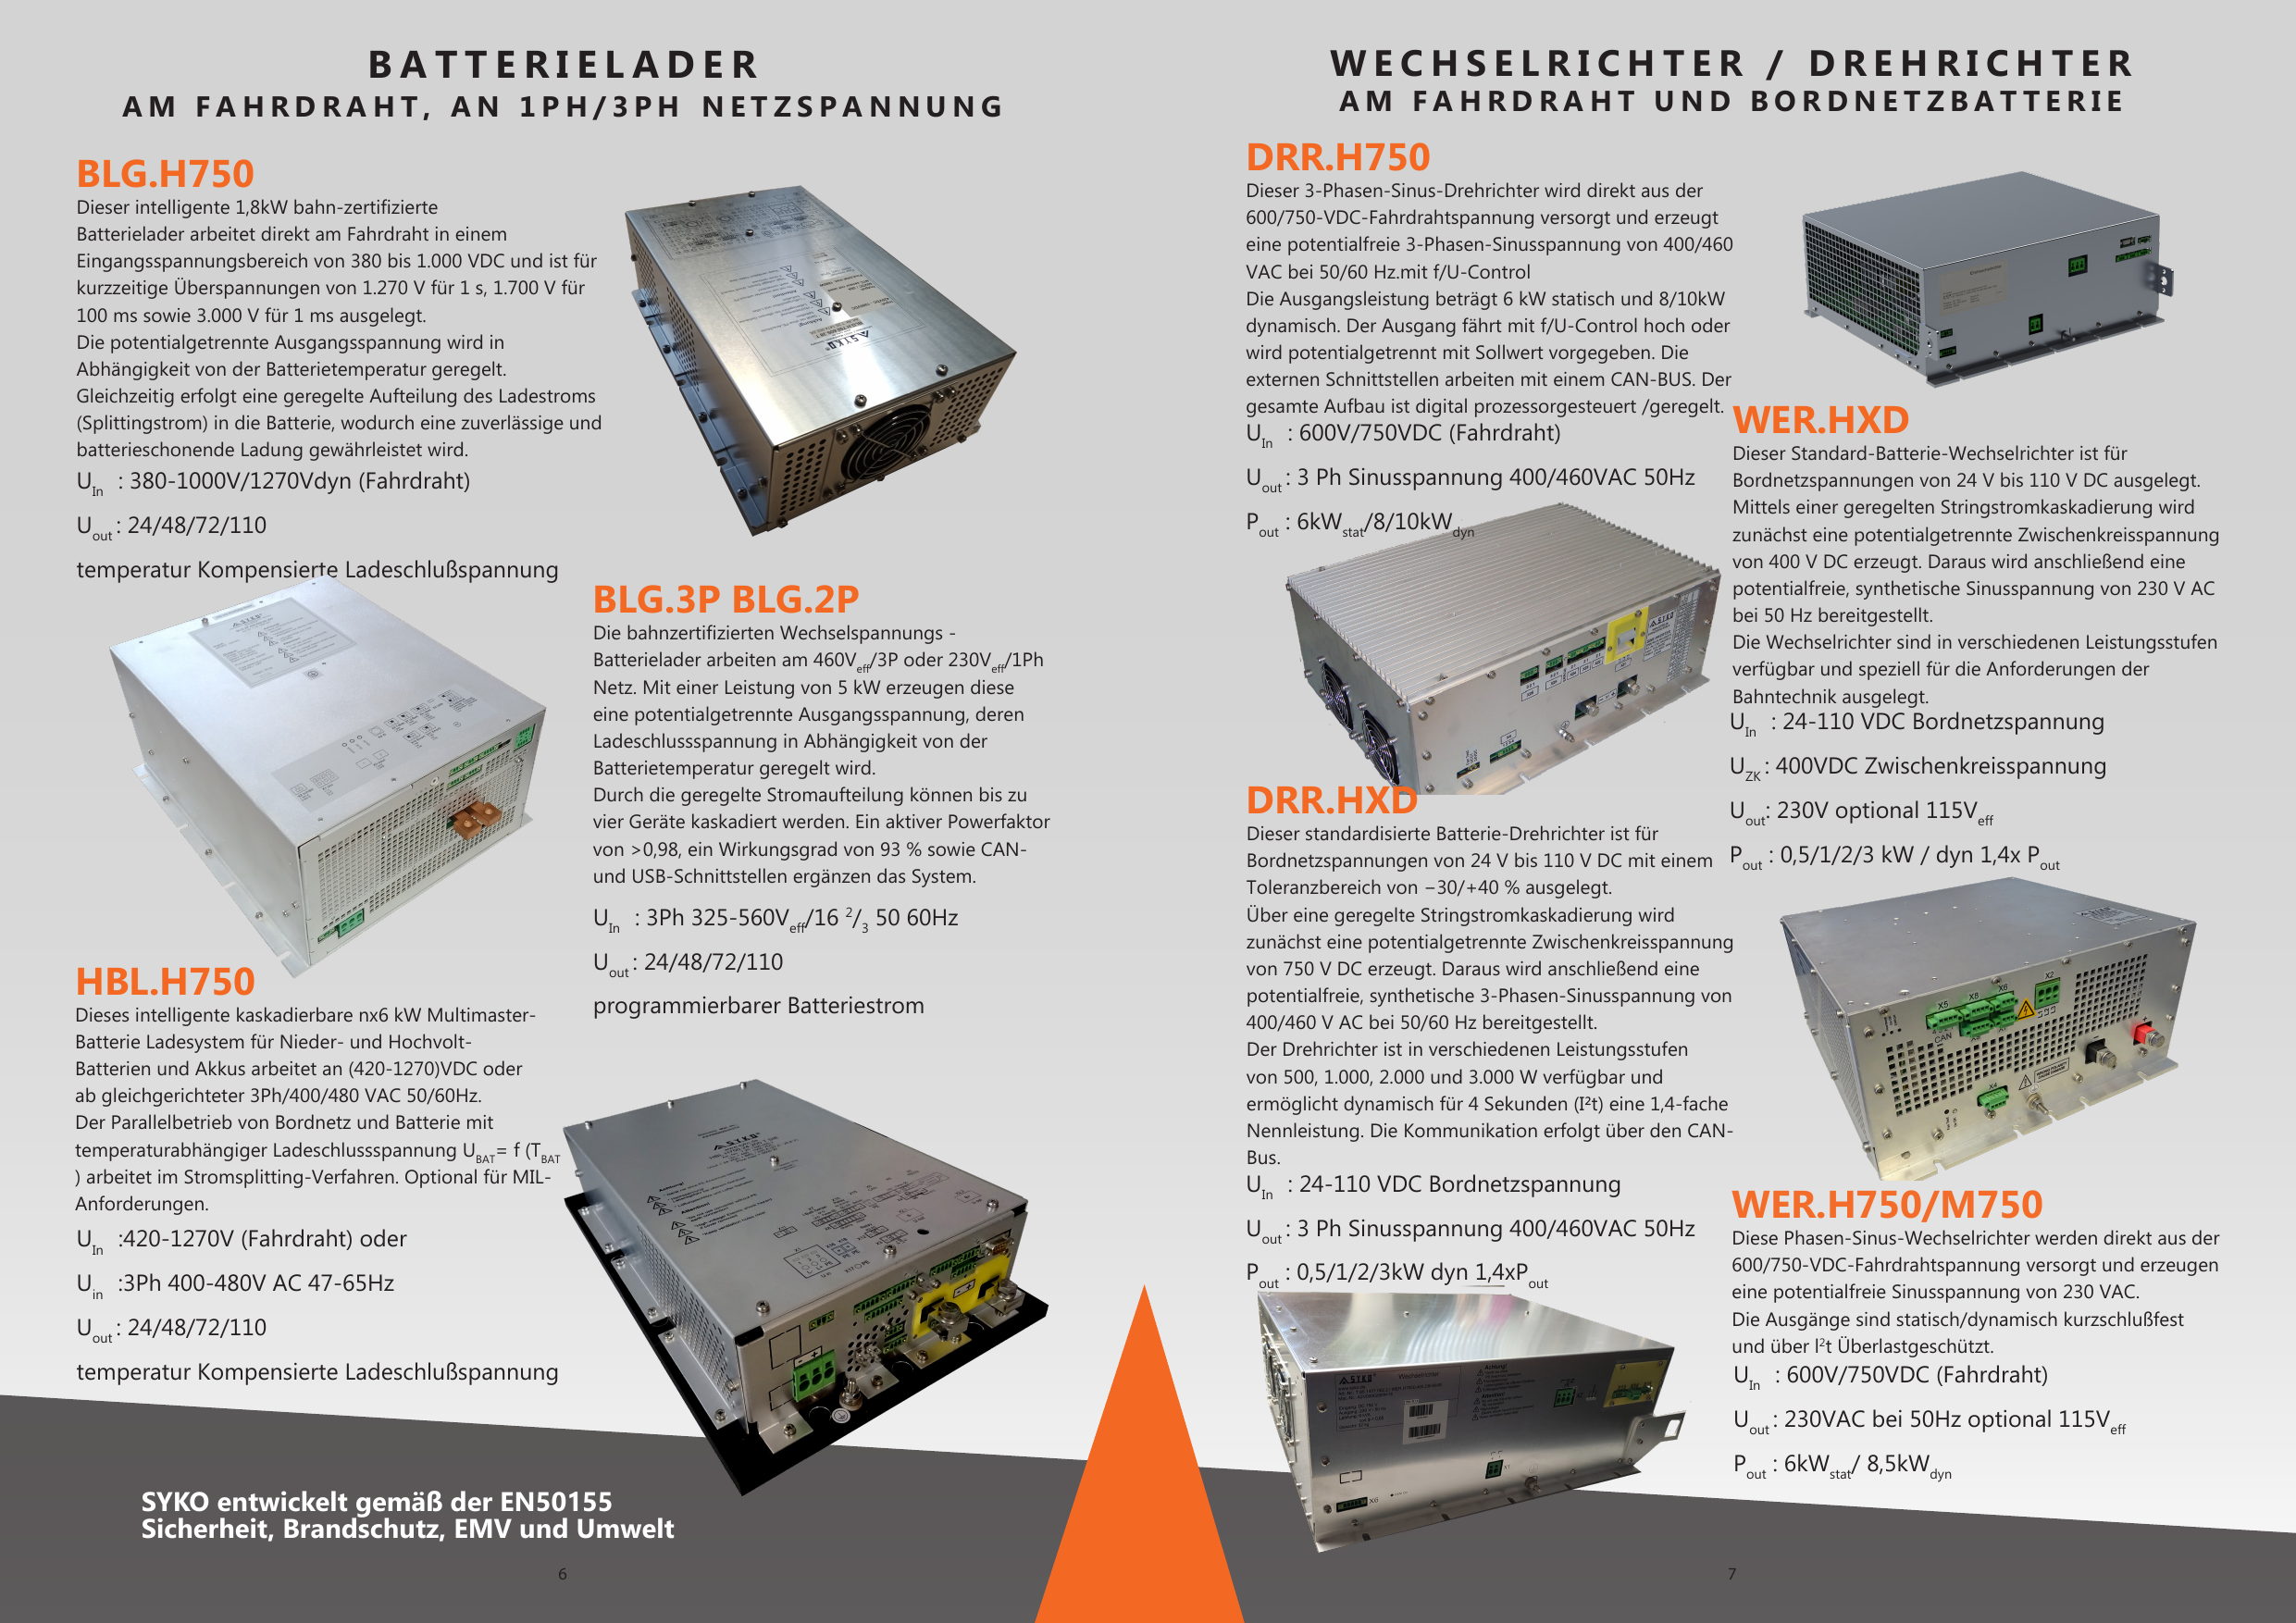 BATTERIELADER
AM FAHRDRAHT, AN 1PH/3PH NETZSPANNUNG
BLG.H750
Dieser intelligente 1,8kW bahn-zertifizierte
Batterielader arbeitet direkt am Fahrdraht in einem
Eingangsspannungsbereich von 380 bis 1.000 VDC und ist für
kurzzeitige Überspannungen von 1.270 V für 1 s, 1.700 V für
100 ms sowie 3.000 V für 1 ms ausgelegt.
Die potentialgetrennte Ausgangsspannung wird in
Abhängigkeit von der Batterietemperatur geregelt.
Gleichzeitig erfolgt eine geregelte Aufteilung des Ladestroms
(Splittingstrom) in die Batterie, wodurch eine zuverlässige und
batterieschonende Ladung gewährleistet wird.
UIn : 380-1000V/1270Vdyn (Fahrdraht)
Uout : 24/48/72/110
temperatur Kompensierte Ladeschlußspannung
BLG.3P BLG.2P
Die bahnzertifizierten Wechselspannungs -
Batterielader arbeiten am 460Veff/3P oder 230Veff/1Ph
Netz. Mit einer Leistung von 5 kW erzeugen diese
eine potentialgetrennte Ausgangsspannung, deren
Ladeschlussspannung in Abhängigkeit von der
Batterietemperatur geregelt wird.
Durch die geregelte Stromaufteilung können bis zu
vier Geräte kaskadiert werden. Ein aktiver Powerfaktor
von >0,98, ein Wirkungsgrad von 93 % sowie CAN-
und USB-Schnittstellen ergänzen das System.
UIn : 3Ph 325-560Veff/16 2/3 50 60Hz
Uout : 24/48/72/110
programmierbarer Batteriestrom
HBL.H750
Dieses intelligente kaskadierbare nx6 kW Multimaster-
Batterie Ladesystem für Nieder- und Hochvolt-
Batterien und Akkus arbeitet an (420-1270)VDC oder
ab gleichgerichteter 3Ph/400/480 VAC 50/60Hz.
Der Parallelbetrieb von Bordnetz und Batterie mit
temperaturabhängiger Ladeschlussspannung UBAT= f (TBAT
) arbeitet im Stromsplitting-Verfahren. Optional für MIL-
Anforderungen.
UIn :420-1270V (Fahrdraht) oder
Uin :3Ph 400-480V AC 47-65Hz
Uout : 24/48/72/110
temperatur Kompensierte Ladeschlußspannung
SYKO entwickelt gemäß der EN50155
Sicherheit, Brandschutz, EMV und Umwelt
6
WECHSELRICHTER / DREHRICHTER
AM FAHRDRAHT UND BORDNETZBATTERIE
DRR.H750
Dieser 3-Phasen-Sinus-Drehrichter wird direkt aus der
600/750-VDC-Fahrdrahtspannung versorgt und erzeugt
eine potentialfreie 3-Phasen-Sinusspannung von 400/460
VAC bei 50/60 Hz.mit f/U-Control
Die Ausgangsleistung beträgt 6 kW statisch und 8/10kW
dynamisch. Der Ausgang fährt mit f/U-Control hoch oder
wird potentialgetrennt mit Sollwert vorgegeben. Die
externen Schnittstellen arbeiten mit einem CAN-BUS. Der
gesamte Aufbau ist digital prozessorgesteuert /geregelt.
UIn : 600V/750VDC (Fahrdraht)
Uout : 3 Ph Sinusspannung 400/460VAC 50Hz
Pout : 6kWstat/8/10kWdyn
WER.HXD
Dieser Standard-Batterie-Wechselrichter ist für
Bordnetzspannungen von 24 V bis 110 V DC ausgelegt.
Mittels einer geregelten Stringstromkaskadierung wird
zunächst eine potentialgetrennte Zwischenkreisspannung
von 400 V DC erzeugt. Daraus wird anschließend eine
potentialfreie, synthetische Sinusspannung von 230 V AC
bei 50 Hz bereitgestellt.
Die Wechselrichter sind in verschiedenen Leistungsstufen
verfügbar und speziell für die Anforderungen der
Bahntechnik ausgelegt.
UIn : 24-110 VDC Bordnetzspannung
UZK : 400VDC Zwischenkreisspannung
Uout: 230V optional 115Veff
Pout : 0,5/1/2/3 kW / dyn 1,4x Pout
DRR.HXD
Dieser standardisierte Batterie-Drehrichter ist für
Bordnetzspannungen von 24 V bis 110 V DC mit einem
Toleranzbereich von −30/+40 % ausgelegt.
Über eine geregelte Stringstromkaskadierung wird
zunächst eine potentialgetrennte Zwischenkreisspannung
von 750 V DC erzeugt. Daraus wird anschließend eine
potentialfreie, synthetische 3-Phasen-Sinusspannung von
400/460 V AC bei 50/60 Hz bereitgestellt.
Der Drehrichter ist in verschiedenen Leistungsstufen
von 500, 1.000, 2.000 und 3.000 W verfügbar und
ermöglicht dynamisch für 4 Sekunden (I²t) eine 1,4-fache
Nennleistung. Die Kommunikation erfolgt über den CAN-
Bus.
UIn : 24-110 VDC Bordnetzspannung
Uout : 3 Ph Sinusspannung 400/460VAC 50Hz
Pout : 0,5/1/2/3kW dyn 1,4xPout
X5 X8 X6 X2
CAN
X4
WER.H750/M750
Diese Phasen-Sinus-Wechselrichter werden direkt aus der
600/750-VDC-Fahrdrahtspannung versorgt und erzeugen
eine potentialfreie Sinusspannung von 230 VAC.
Die Ausgänge sind statisch/dynamisch kurzschlußfest
und über I²t Überlastgeschützt.
UIn : 600V/750VDC (Fahrdraht)
Uout : 230VAC bei 50Hz optional 115Veff
Pout : 6kWstat/ 8,5kWdyn
SYKO Wechselrichter
X6
7